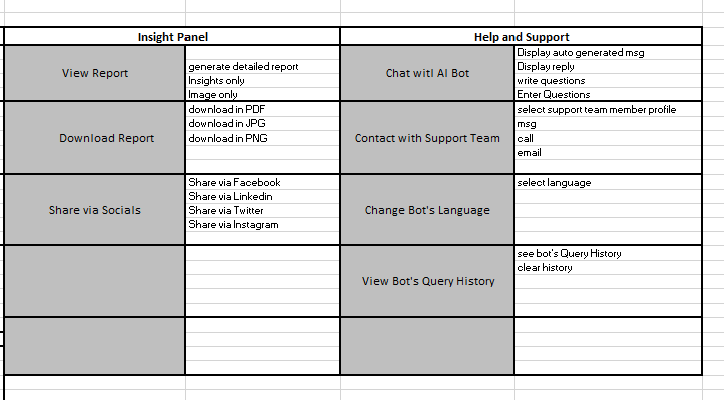 Insight Panel
Help and Support
View Report
generate detailed report
Insights only
Image only
Chat witl AI Bot
Display auto generated msg
Display reply
write questions
Enter Questions
Download Report
download in PDF
download in JPG
download in PNG
Contact with Support Team
select support team member profile
msg
call
email
Share via Socials
Share via Facebook
Share via Linkedin
Share via Twitter
Share via Instagram
Change Bot's Language
select language
View Bot's Query History
see bot's Query History
clear history